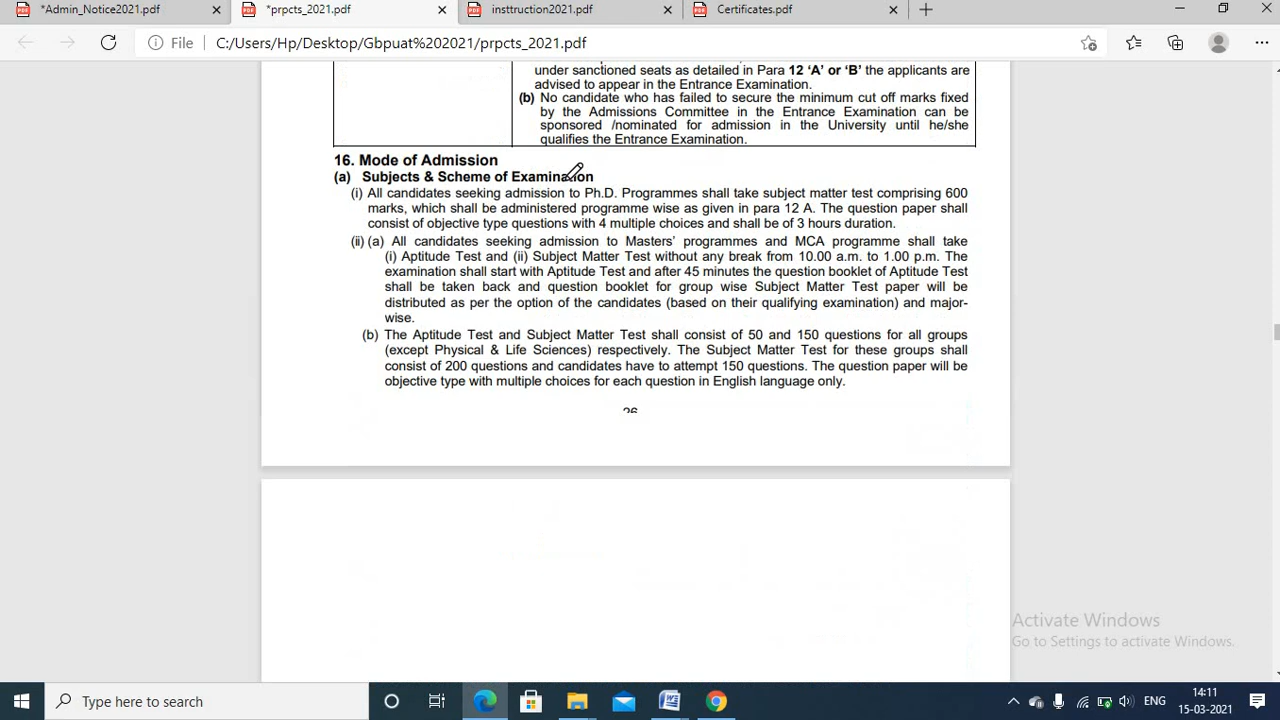 *Admin_Notice2021.pdf
*prpcts_2021.pdf
insttruction2021.pdf
Certificates.pdf
File
C:/Users/Hp/Desktop/Gbpuat%202021/prpcts_2021.pdf
under sanctioned seats as detailed in Para 12 ‘A’ or ‘B’ the applicants are
advised to appear in the Entrance Examination.
(b) No candidate who has failed to secure the minimum cut off marks fixed
by the Admissions Committee in the Entrance Examination can be
sponsored /nominated for admission in the University until he/she
qualifies the Entrance Examination.
16. Mode of Admission
(a) Subjects & Scheme of Examination
(i) All candidates seeking admission to Ph.D. Programmes shall take subject matter test comprising 600
marks, which shall be administered programme wise as given in para 12 A. The question paper shall
consist of objective type questions with 4 multiple choices and shall be of 3 hours duration.
(ii) (a) All candidates seeking admission to Masters’ programmes and MCA programme shall take
(i) Aptitude Test and (ii) Subject Matter Test without any break from 10.00 a.m. to 1.00 p.m. The
examination shall start with Aptitude Test and after 45 minutes the question booklet of Aptitude Test
shall be taken back and question booklet for group wise Subject Matter Test paper will be
distributed as per the option of the candidates (based on their qualifying examination) and major-
wise.
(b) The Aptitude Test and Subject Matter Test shall consist of 50 and 150 questions for all groups
(except Physical & Life Sciences) respectively. The Subject Matter Test for these groups shall
consist of 200 questions and candidates have to attempt 150 questions. The question paper will be
objective type with multiple choices for each question in English language only.
26
Activate Windows
Go to Settings to activate Windows.
Type here to search
ENG
14:11
15-03-2021